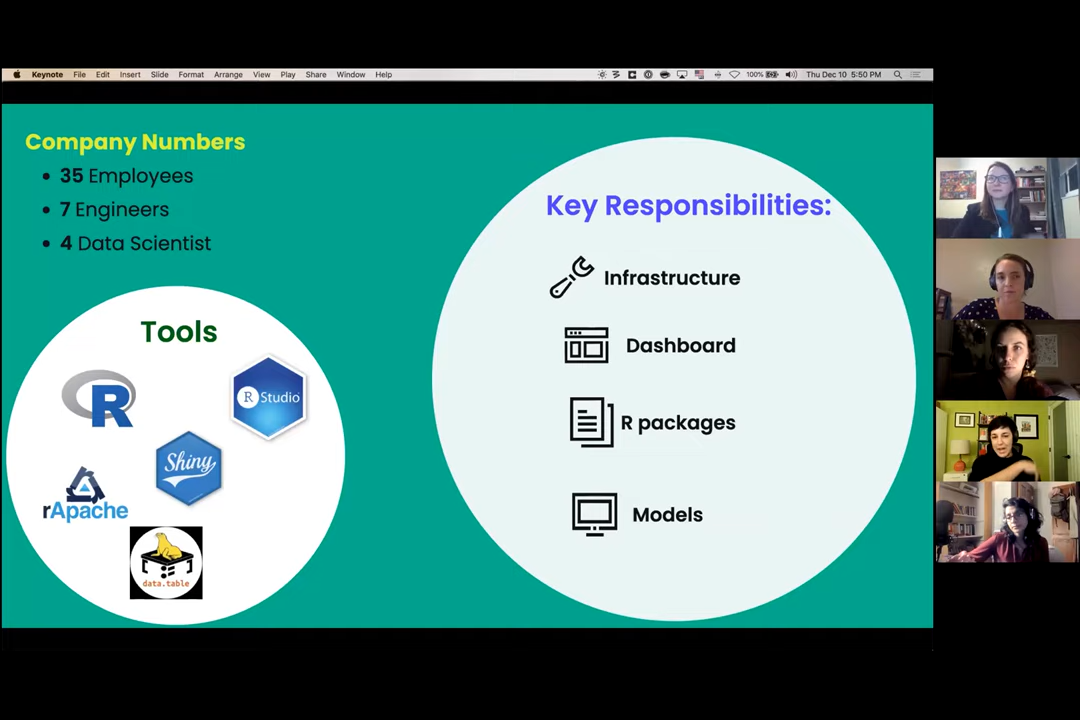 Keynote File Edit Insert Slide Format Arrange View Play Share Window Help 100% Thu Dec 10 5:50 PM
Company Numbers
35 Employees
7 Engineers
4 Data Scientist
Tools
R
R Studio
Shiny
rApache
data.table
Key Responsibilities:
Infrastructure
Dashboard
R packages
Models